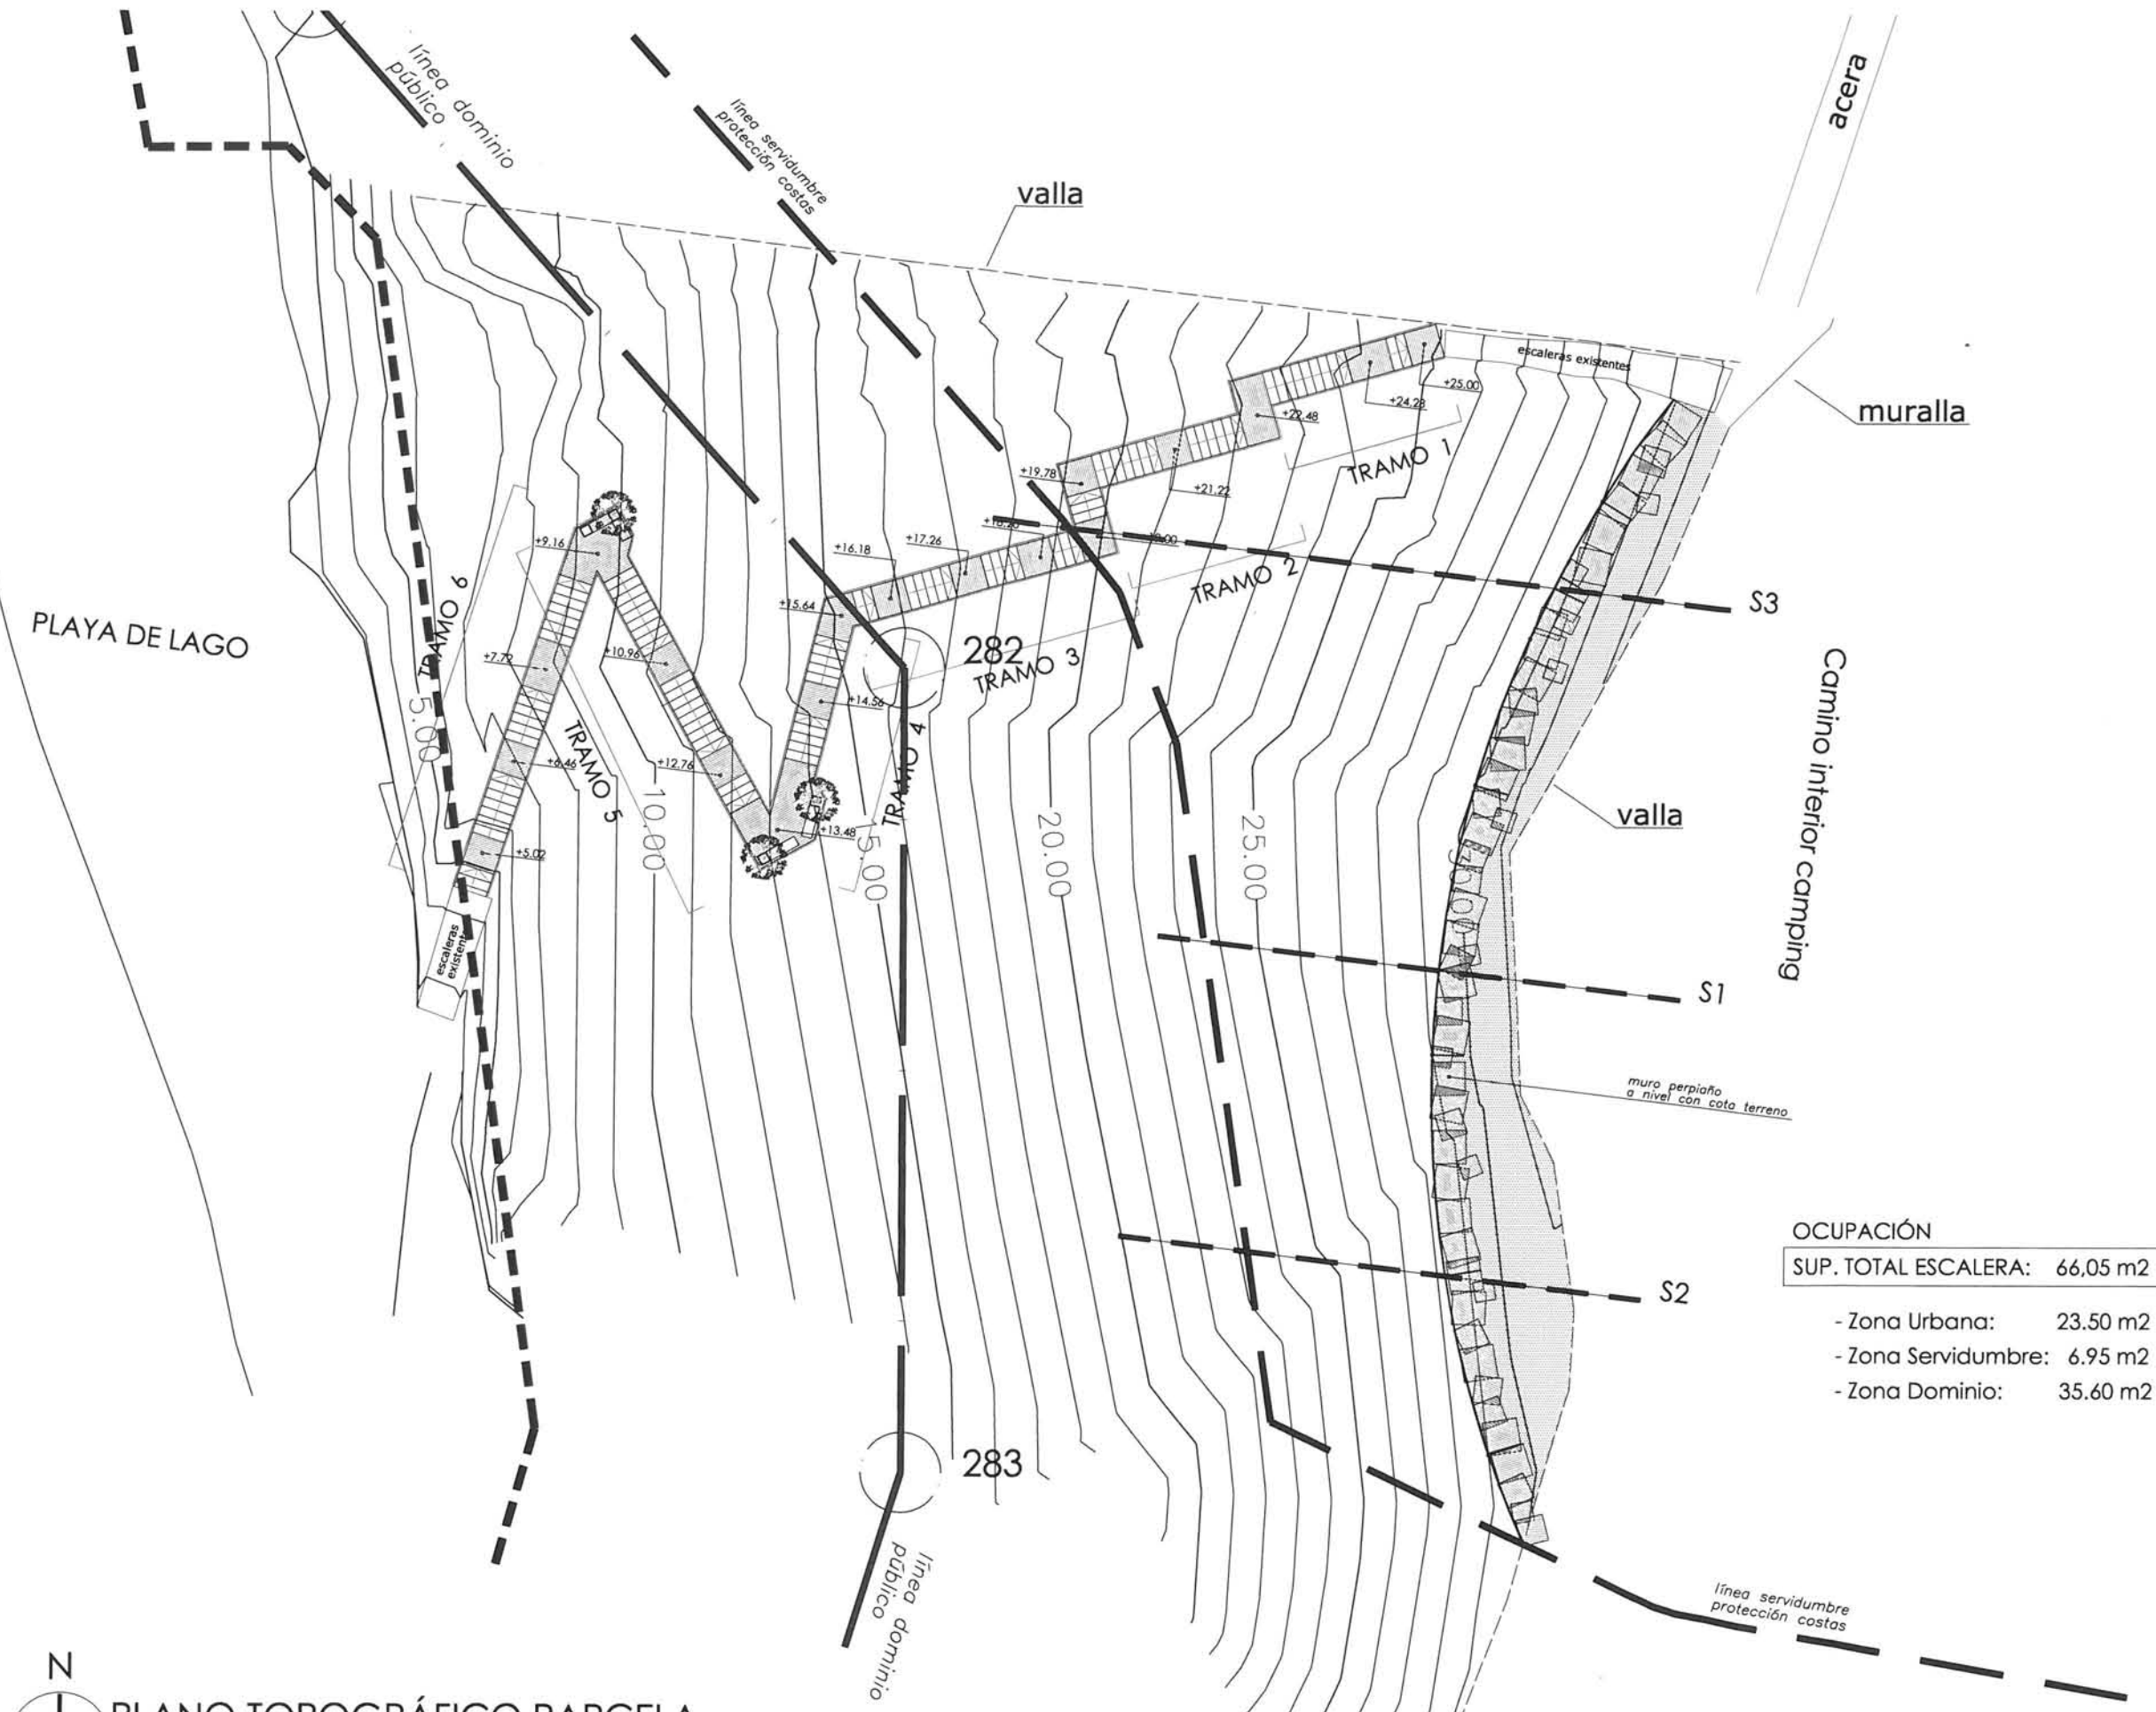 línea dominio
público
línea servidumbre
protección costas
valla
acera
escaleras existentes
muralla
+25.00
+24.28
+22.48
TRAMO 1
+19.78
+21.22
+17.26
+16.18
TRAMO 2
+15.64
S3
+9.16
TRAMO 6
PLAYA DE LAGO
282
TRAMO 3
+10.96
+7.72
+14.56
TRAMO 4
TRAMO 5
+6.46
+12.76
+13.48
+5.02
5.00
10.00
5.00
20.00
25.00
valla
Camino interior camping
escaleras
S1
muro perpiaño
a nivel con cota terreno
S2
OCUPACIÓN
SUP. TOTAL ESCALERA: 66,05 m2
- Zona Urbana: 23.50 m2
- Zona Servidumbre: 6.95 m2
- Zona Dominio: 35.60 m2
283
línea dominio
público
línea servidumbre
protección costas
N
PLANO TOPOGRÁFICO PARCELA